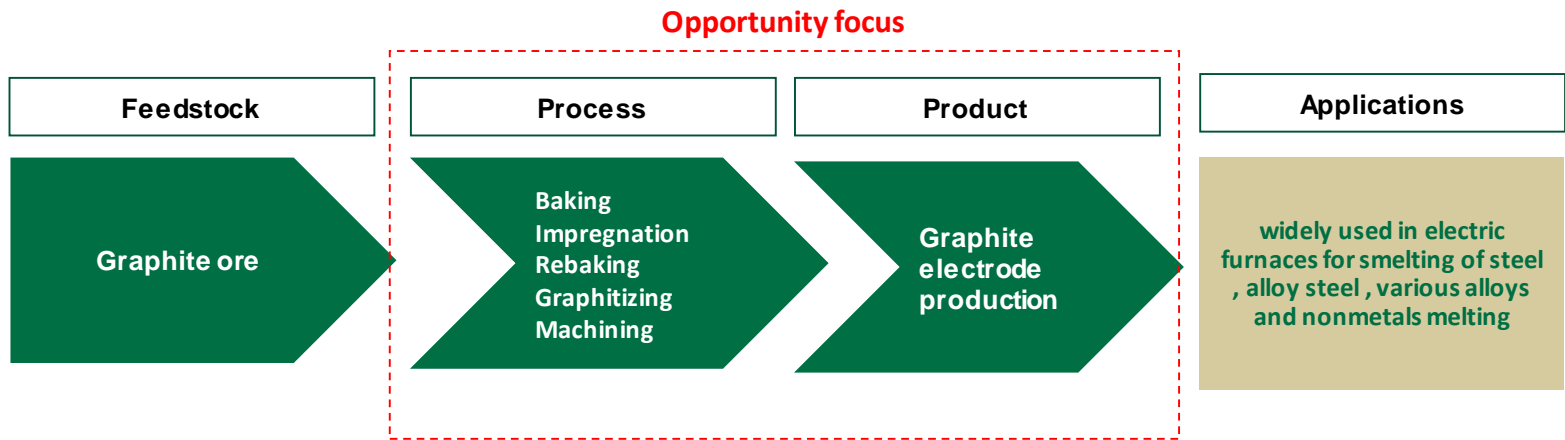 Opportunity focus
Feedstock
Process
Product
Applications
Graphite ore
Baking
Impregnation
Rebaking
Graphitizing
Machining
Graphite
electrode
production
widely used in electric
furnaces for smelting of steel
, alloy steel , various alloys
and nonmetals melting